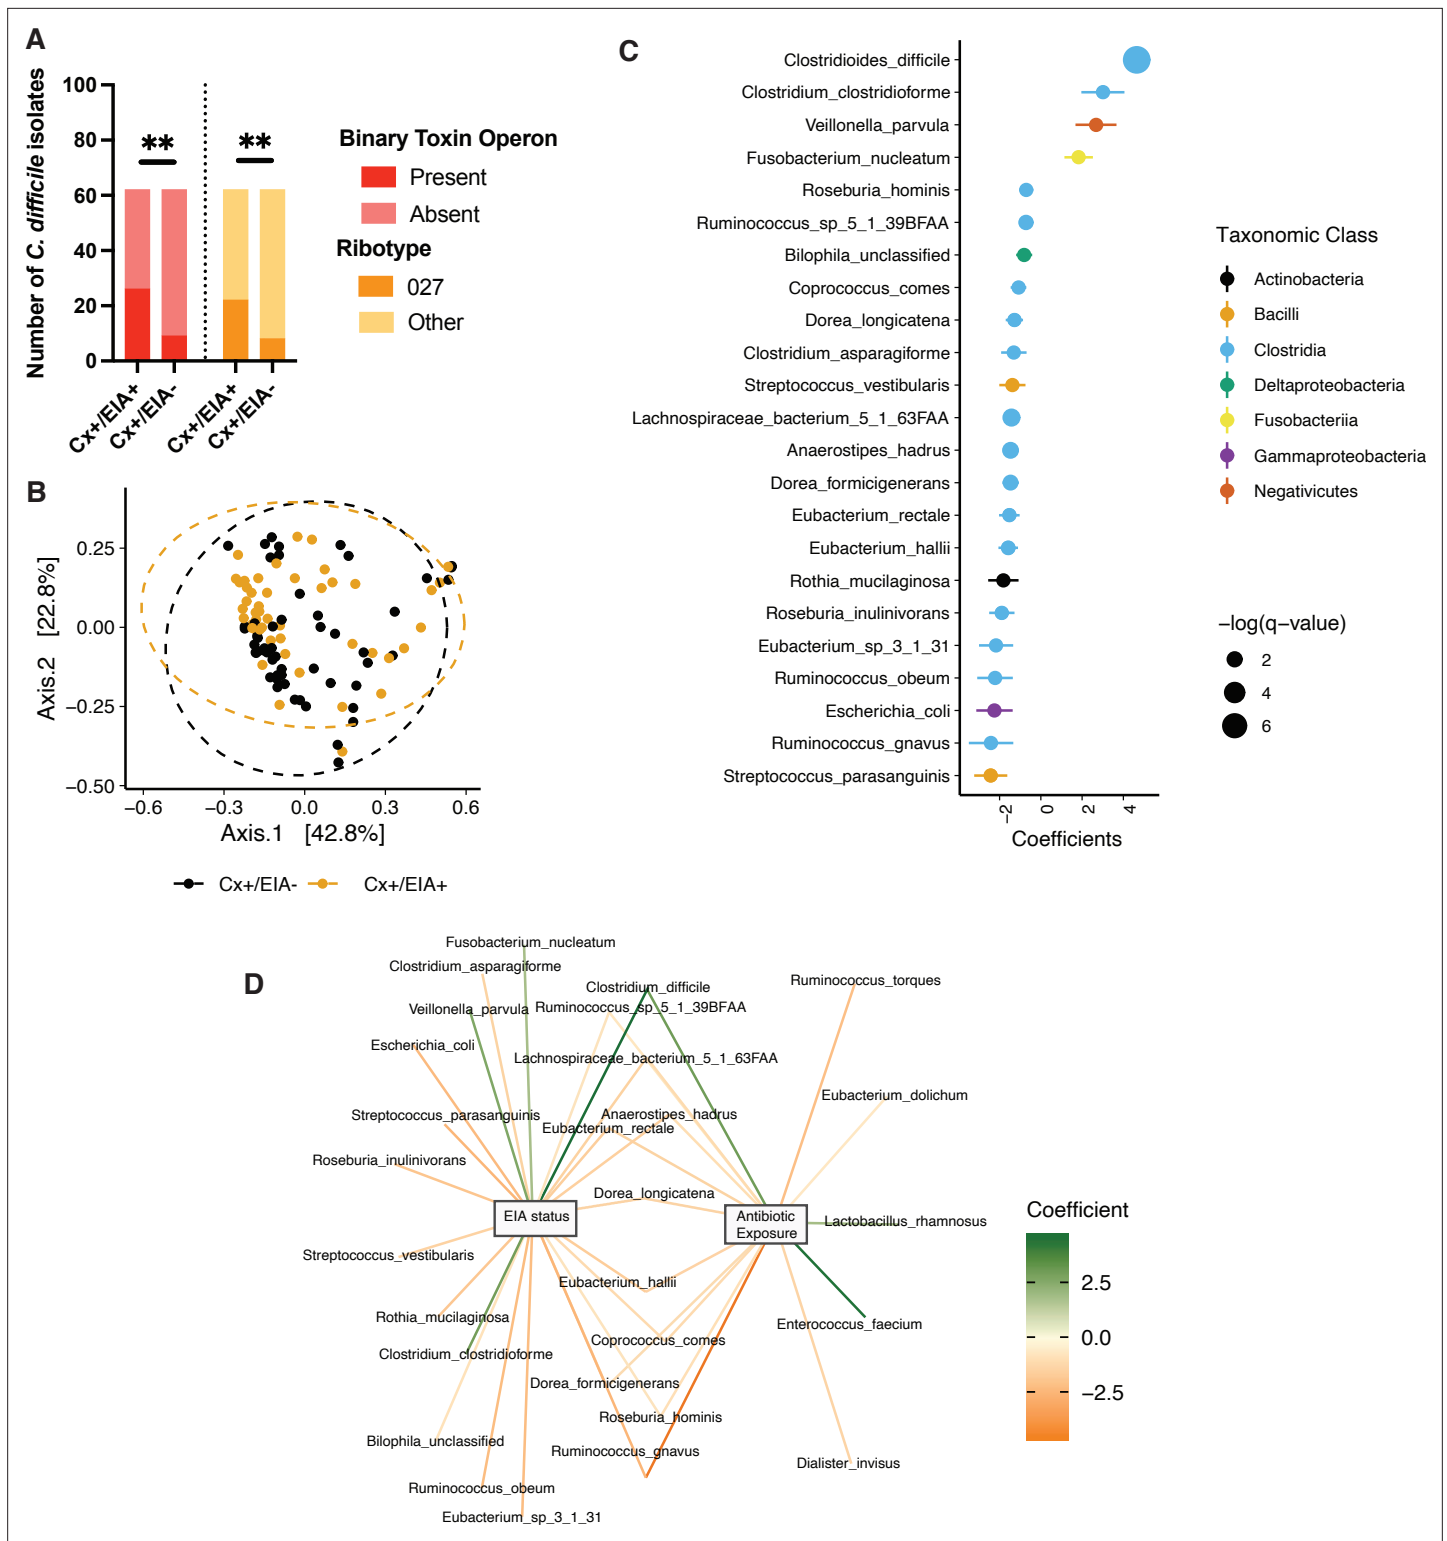 A
Number of C. difficile isolates
100
80
60
40
20
0
**
**
Cx+/EIA+
Cx+/EIA-
Cx+/EIA+
Cx+/EIA-
Binary Toxin Operon
Present
Absent
Ribotype
027
Other
B
Axis.2 [22.8%]
0.25
0.00
−0.25
−0.50
−0.6
−0.3
0.0
0.3
0.6
Axis.1 [42.8%]
Cx+/EIA-
Cx+/EIA+
C
Clostridioides_difficile
Clostridium_clostridioforme
Veillonella_parvula
Fusobacterium_nucleatum
Roseburia_hominis
Ruminococcus_sp_5_1_39BFAA
Bilophila_unclassified
Coprococcus_comes
Dorea_longicatena
Clostridium_asparagiforme
Streptococcus_vestibularis
Lachnospiraceae_bacterium_5_1_63FAA
Anaerostipes_hadrus
Dorea_formicigenerans
Eubacterium_rectale
Eubacterium_hallii
Rothia_mucilaginosa
Roseburia_inulinivorans
Eubacterium_sp_3_1_31
Ruminococcus_obeum
Escherichia_coli
Ruminococcus_gnavus
Streptococcus_parasanguinis
−2
0
2
4
Coefficients
Taxonomic Class
Actinobacteria
Bacilli
Clostridia
Deltaproteobacteria
Fusobacteriia
Gammaproteobacteria
Negativicutes
−log(q−value)
2
4
6
D
Fusobacterium_nucleatum
Clostridium_asparagiforme
Veillonella_parvula
Escherichia_coli
Streptococcus_parasanguinis
Roseburia_inulinivorans
EIA status
Streptococcus_vestibularis
Rothia_mucilaginosa
Clostridium_clostridioforme
Bilophila_unclassified
Ruminococcus_obeum
Eubacterium_sp_3_1_31
Clostridium_difficile
Ruminococcus_sp_5_1_39BFAA
Lachnospiraceae_bacterium_5_1_63FAA
Anaerostipes_hadrus
Eubacterium_rectale
Dorea_longicatena
Eubacterium_hallii
Coprococcus_comes
Dorea_formicigenerans
Roseburia_hominis
Ruminococcus_gnavus
Ruminococcus_torques
Eubacterium_dolichum
Antibiotic
Exposure
Lactobacillus_rhamnosus
Enterococcus_faecium
Dialister_invisus
Coefficient
2.5
0.0
−2.5